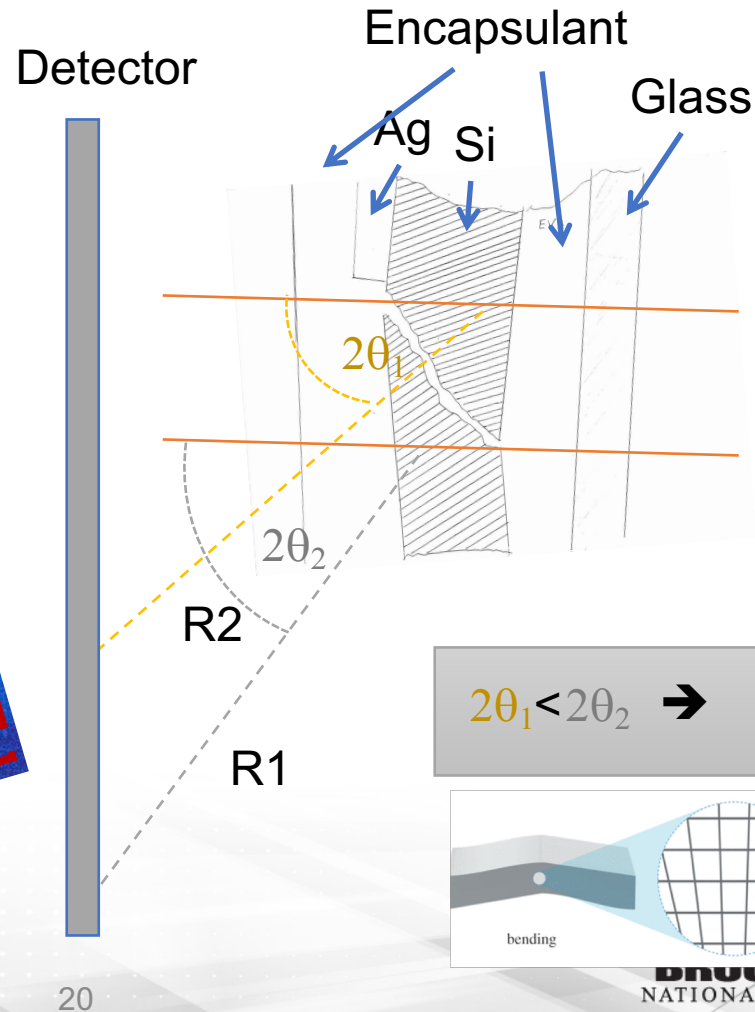 Encapsulant
Detector
Glass
Ag Si
2θ₁
2θ₂
R2
2θ₁<2θ₂ ➔
R1
bending
NATIONA
20